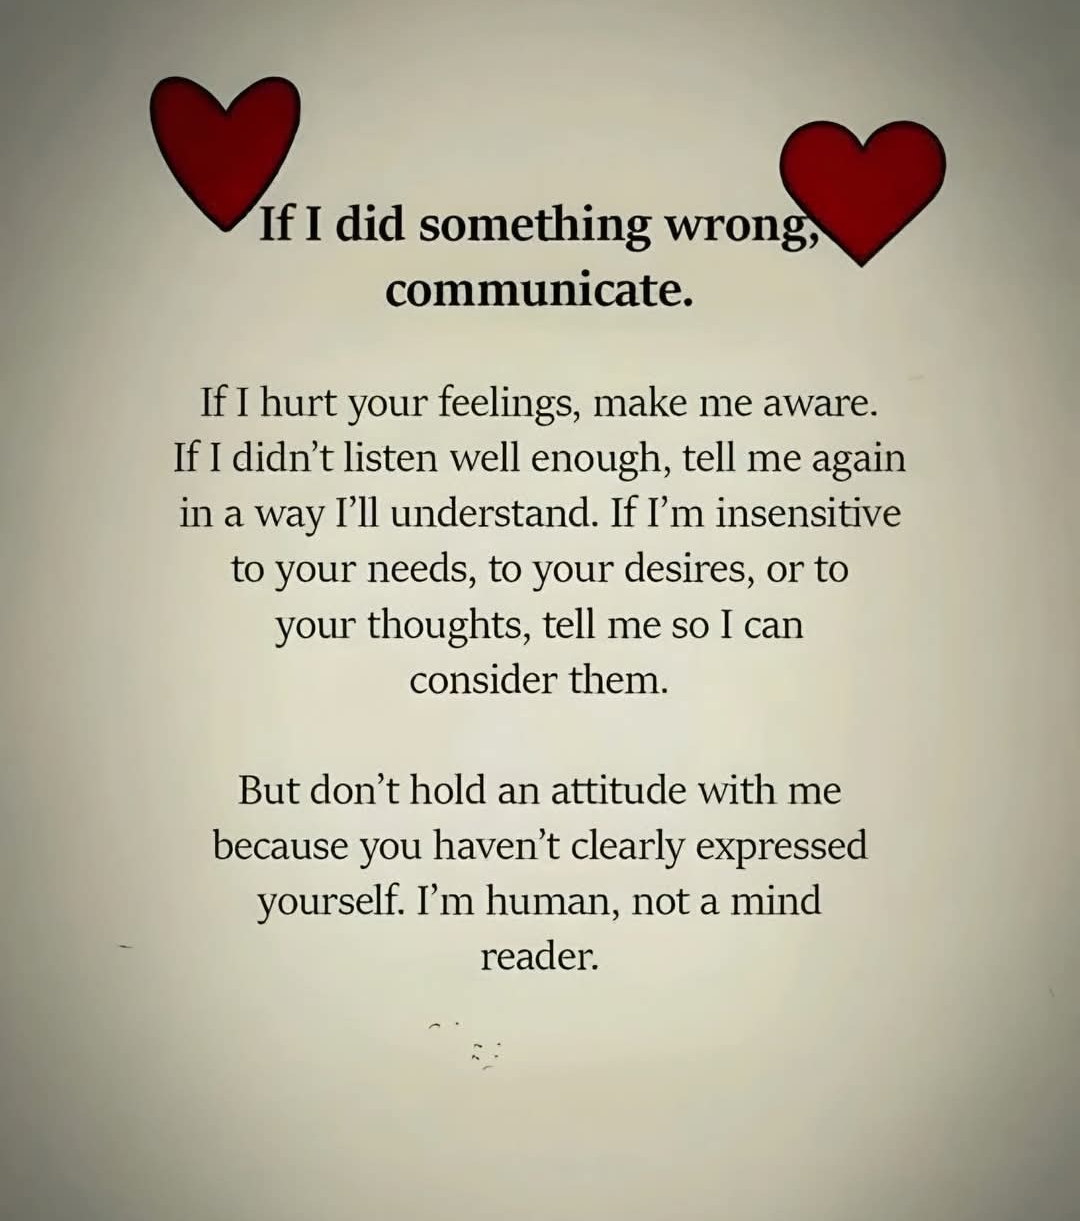 If I did something wrong,
communicate.
If I hurt your feelings, make me aware.
If I didn’t listen well enough, tell me again
in a way I’ll understand. If I’m insensitive
to your needs, to your desires, or to
your thoughts, tell me so I can
consider them.
But don’t hold an attitude with me
because you haven’t clearly expressed
yourself. I’m human, not a mind
reader.